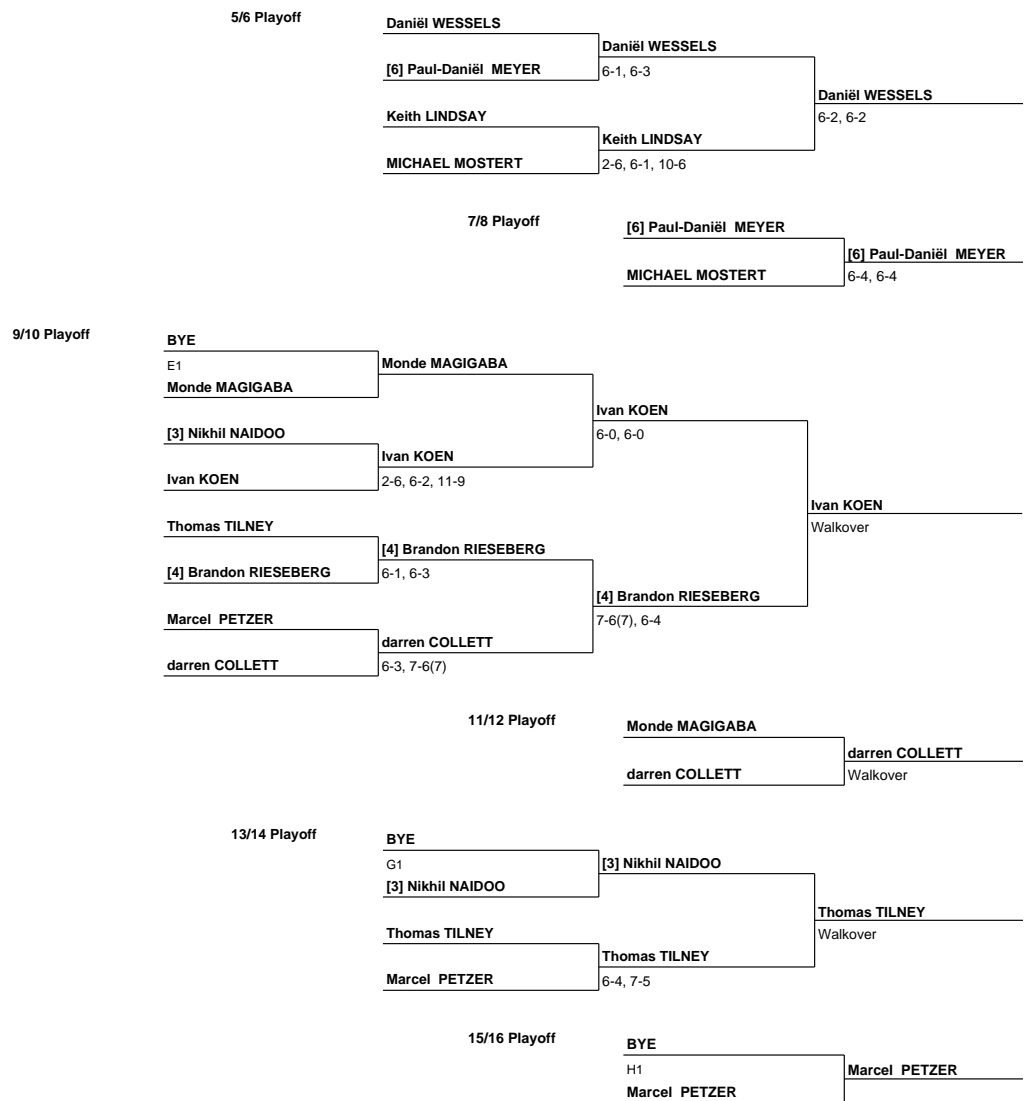 5/6 Playoff
Daniël WESSELS
Daniël WESSELS
[6] Paul-Daniël  MEYER
6-1, 6-3
Daniël WESSELS
6-2, 6-2
Keith LINDSAY
Keith LINDSAY
MICHAEL MOSTERT
2-6, 6-1, 10-6
7/8 Playoff
[6] Paul-Daniël  MEYER
[6] Paul-Daniël  MEYER
MICHAEL MOSTERT
6-4, 6-4
9/10 Playoff
BYE
E1
Monde MAGIGABA
Monde MAGIGABA
Ivan KOEN
6-0, 6-0
[3] Nikhil NAIDOO
Ivan KOEN
Ivan KOEN
2-6, 6-2, 11-9
Ivan KOEN
Walkover
Thomas TILNEY
[4] Brandon RIESEBERG
[4] Brandon RIESEBERG
6-1, 6-3
[4] Brandon RIESEBERG
7-6(7), 6-4
Marcel  PETZER
darren COLLETT
darren COLLETT
6-3, 7-6(7)
11/12 Playoff
Monde MAGIGABA
darren COLLETT
darren COLLETT
Walkover
13/14 Playoff
BYE
G1
[3] Nikhil NAIDOO
[3] Nikhil NAIDOO
Thomas TILNEY
Walkover
Thomas TILNEY
Thomas TILNEY
Marcel  PETZER
6-4, 7-5
15/16 Playoff
BYE
H1
Marcel  PETZER
Marcel  PETZER